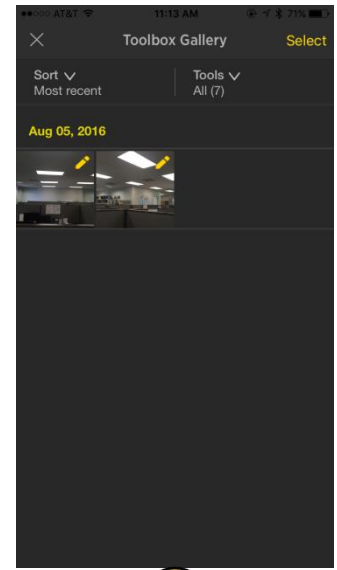 AT&T 11:13 AM 71%
Toolbox Gallery Select
Sort Tools
Most recent All (7)
Aug 05, 2016